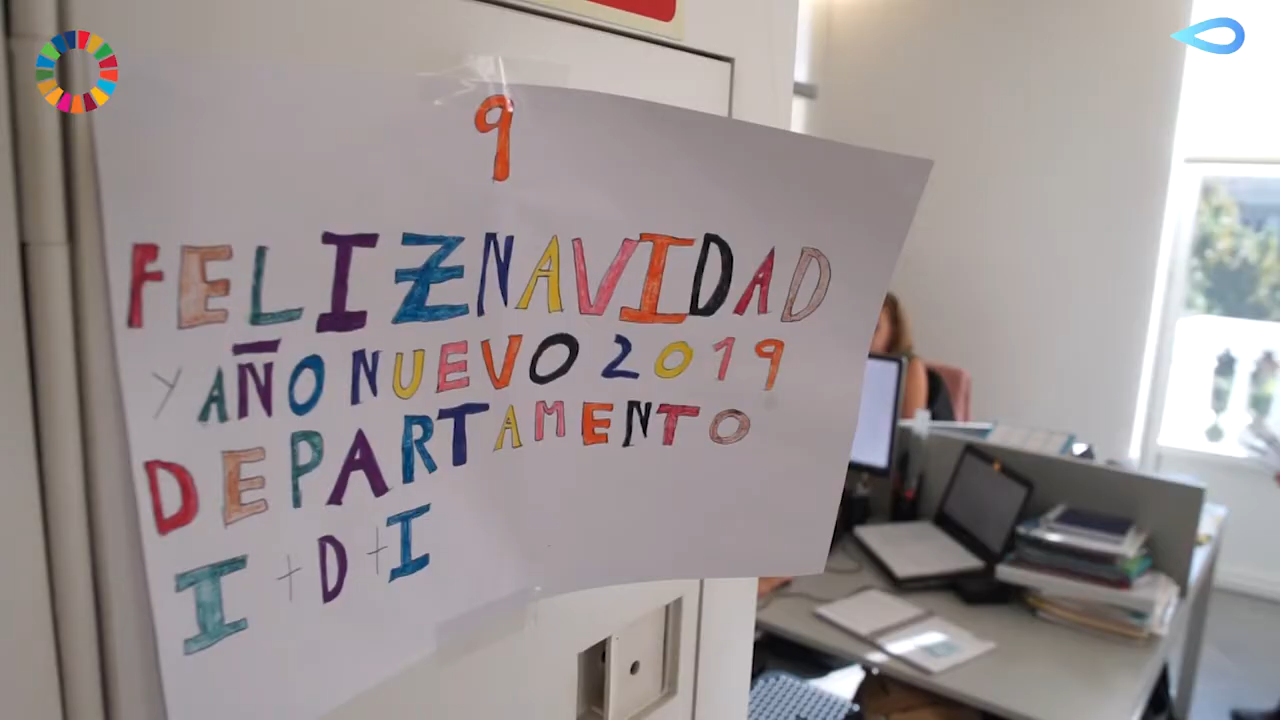 9
FELIZ NAVIDAD
Y AÑO NUEVO 2019
DEPARTAMENTO
I+D+I